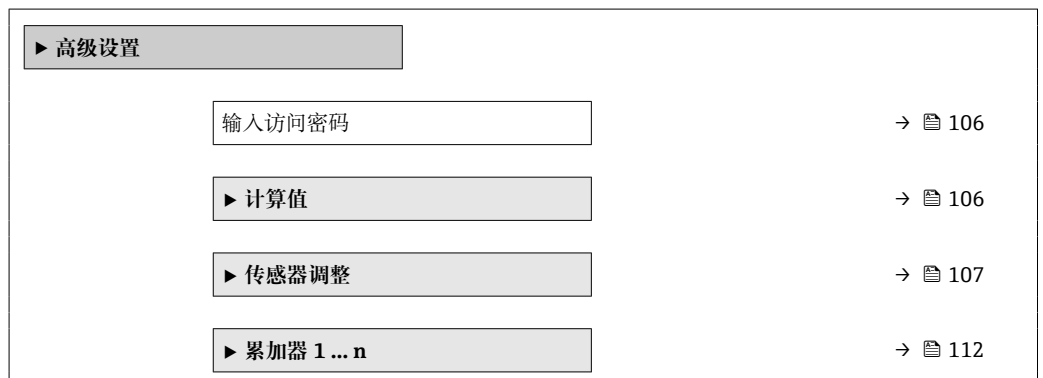 ▶ 高级设置
输入访问密码 → 🖹 106
▶ 计算值 → 🖹 106
▶ 传感器调整 → 🖹 107
▶ 累加器 1 … n → 🖹 112